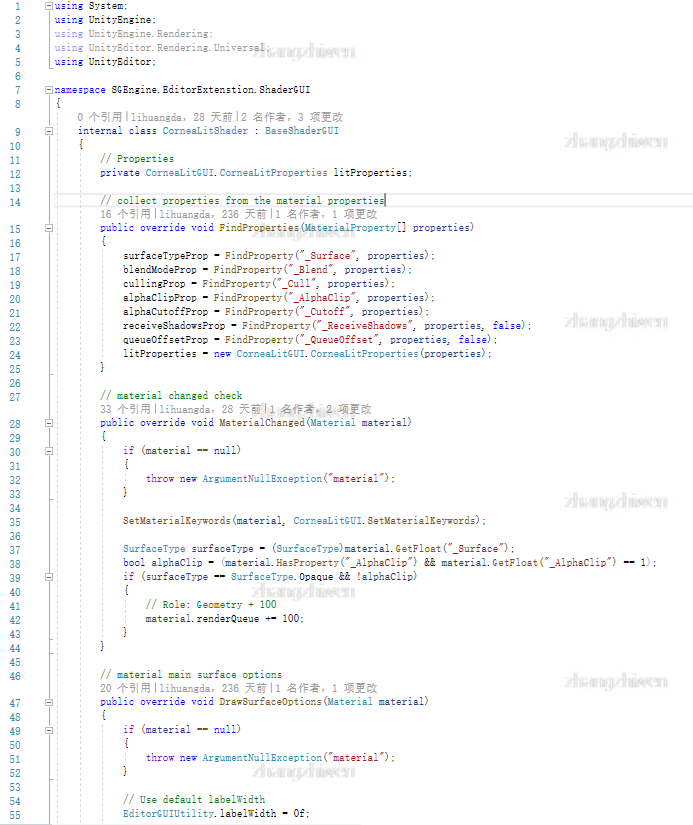 1 using System;
2 using UnityEngine;
3 using UnityEngine.Rendering;
4 using UnityEditor.Rendering.Universal;
5 using UnityEditor;
6
7 namespace SGEngine.EditorExtenstion.ShaderGUI
8 {
0 个引用|lihuangda，28 天前|2 名作者，3 项更改
9 internal class CorneaLitShader : BaseShaderGUI
10 {
11 // Properties
12 private CorneaLitGUI.CorneaLitProperties litProperties;
13
14 // collect properties from the material properties
16 个引用|lihuangda，236 天前|1 名作者，1 项更改
15 public override void FindProperties(MaterialProperty[] properties)
16 {
17 surfaceTypeProp = FindProperty("_Surface", properties);
18 blendModeProp = FindProperty("_Blend", properties);
19 cullingProp = FindProperty("_Cull", properties);
20 alphaClipProp = FindProperty("_AlphaClip", properties);
21 alphaCutoffProp = FindProperty("_Cutoff", properties);
22 receiveShadowsProp = FindProperty("_ReceiveShadows", properties, false);
23 queueOffsetProp = FindProperty("_QueueOffset", properties, false);
24 litProperties = new CorneaLitGUI.CorneaLitProperties(properties);
25 }
26
27 // material changed check
33 个引用|lihuangda，28 天前|1 名作者，2 项更改
28 public override void MaterialChanged(Material material)
29 {
30 if (material == null)
31 {
32 throw new ArgumentNullException("material");
33 }
34
35 SetMaterialKeywords(material, CorneaLitGUI.SetMaterialKeywords);
36
37 SurfaceType surfaceType = (SurfaceType)material.GetFloat("_Surface");
38 bool alphaClip = (material.HasProperty("_AlphaClip") && material.GetFloat("_AlphaClip") == 1);
39 if (surfaceType == SurfaceType.Opaque && !alphaClip)
40 {
41 // Role: Geometry + 100
42 material.renderQueue += 100;
43 }
44 }
45
46 // material main surface options
20 个引用|lihuangda，236 天前|1 名作者，1 项更改
47 public override void DrawSurfaceOptions(Material material)
48 {
49 if (material == null)
50 {
51 throw new ArgumentNullException("material");
52 }
53
54 // Use default labelWidth
55 EditorGUIUtility.labelWidth = 0f;
zhangzhiwen
zhangzhiwen
zhangzhiwen
zhangzhiwen
zhangzhiwen
zhangzhiwen
zhangzhiwen
zhangzhiwen
zhangzhiwen